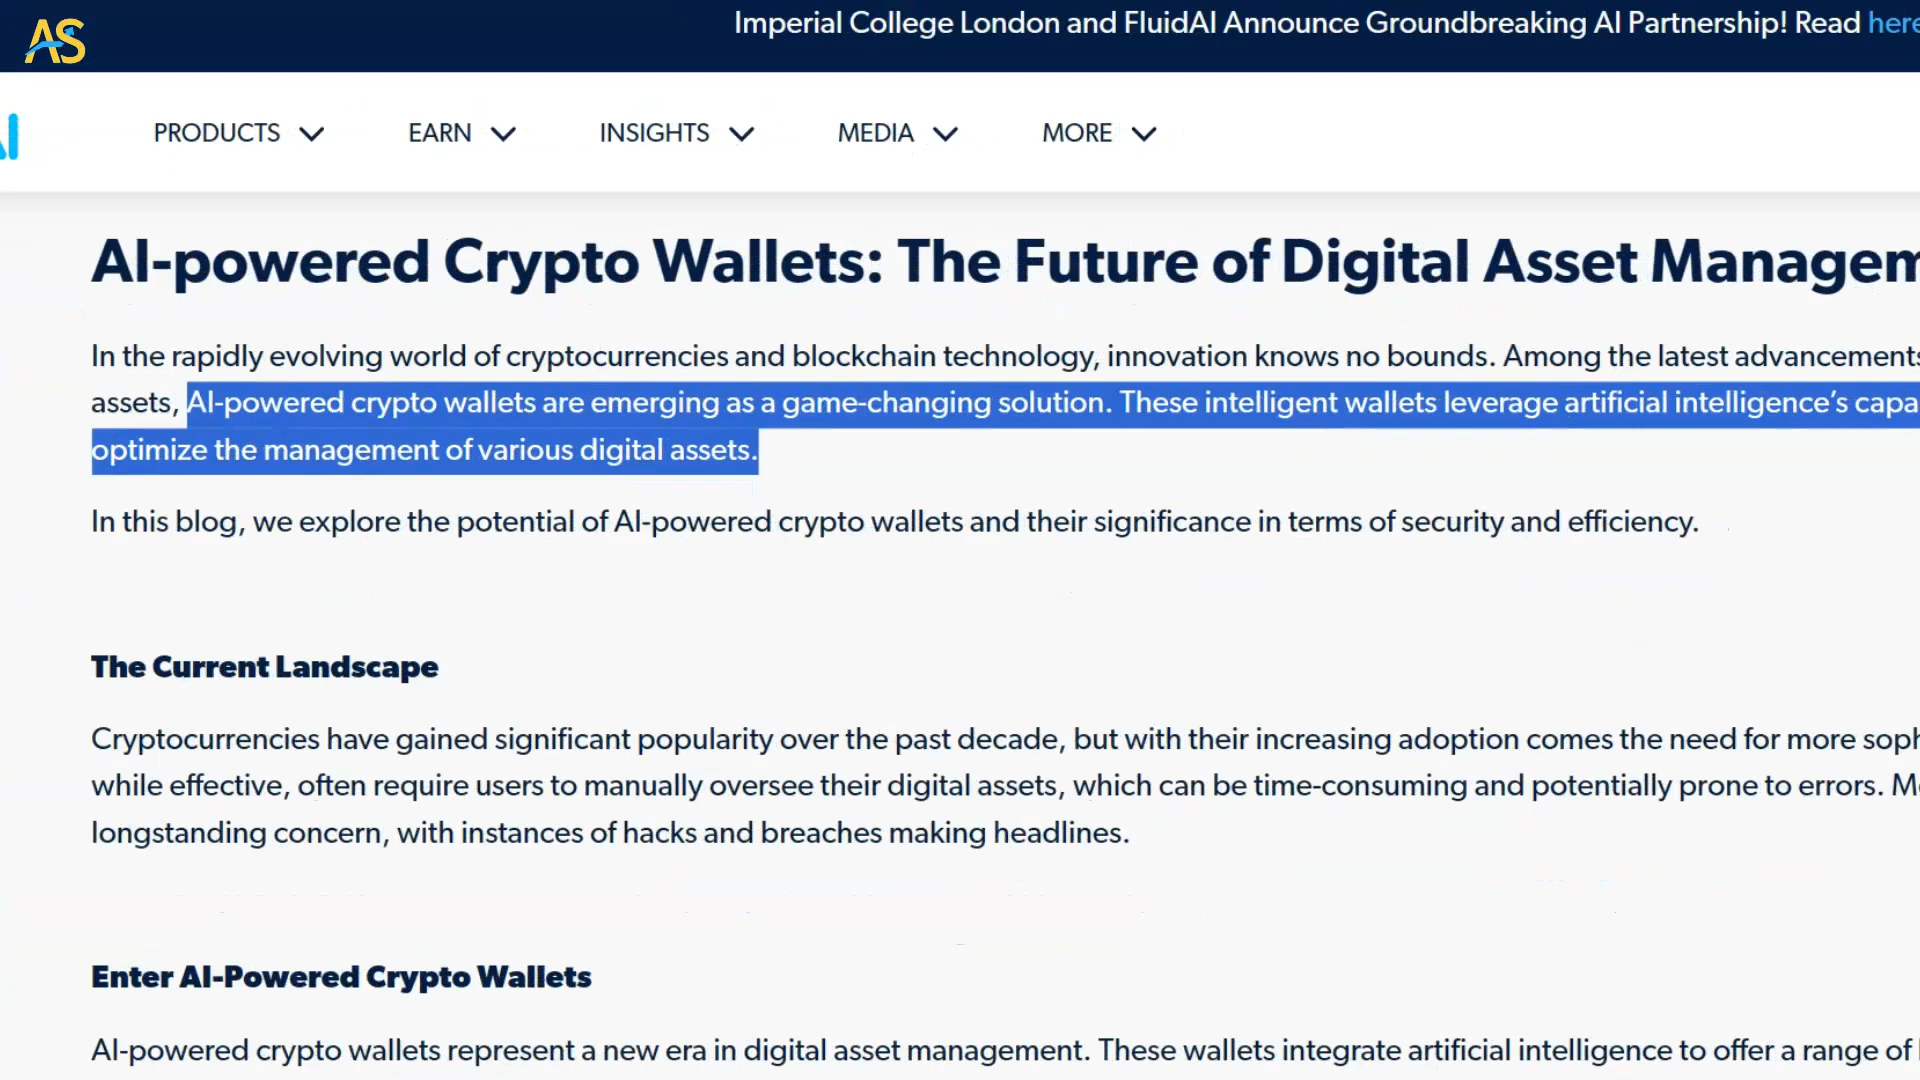 AS
Imperial College London and FluidAI Announce Groundbreaking AI Partnership! Read here
AI
PRODUCTS EARN INSIGHTS MEDIA MORE
AI-powered Crypto Wallets: The Future of Digital Asset Managem
In the rapidly evolving world of cryptocurrencies and blockchain technology, innovation knows no bounds. Among the latest advancements
assets, AI-powered crypto wallets are emerging as a game-changing solution. These intelligent wallets leverage artificial intelligence’s capa
optimize the management of various digital assets.
In this blog, we explore the potential of AI-powered crypto wallets and their significance in terms of security and efficiency.
The Current Landscape
Cryptocurrencies have gained significant popularity over the past decade, but with their increasing adoption comes the need for more soph
while effective, often require users to manually oversee their digital assets, which can be time-consuming and potentially prone to errors. Mo
longstanding concern, with instances of hacks and breaches making headlines.
Enter AI-Powered Crypto Wallets
AI-powered crypto wallets represent a new era in digital asset management. These wallets integrate artificial intelligence to offer a range of